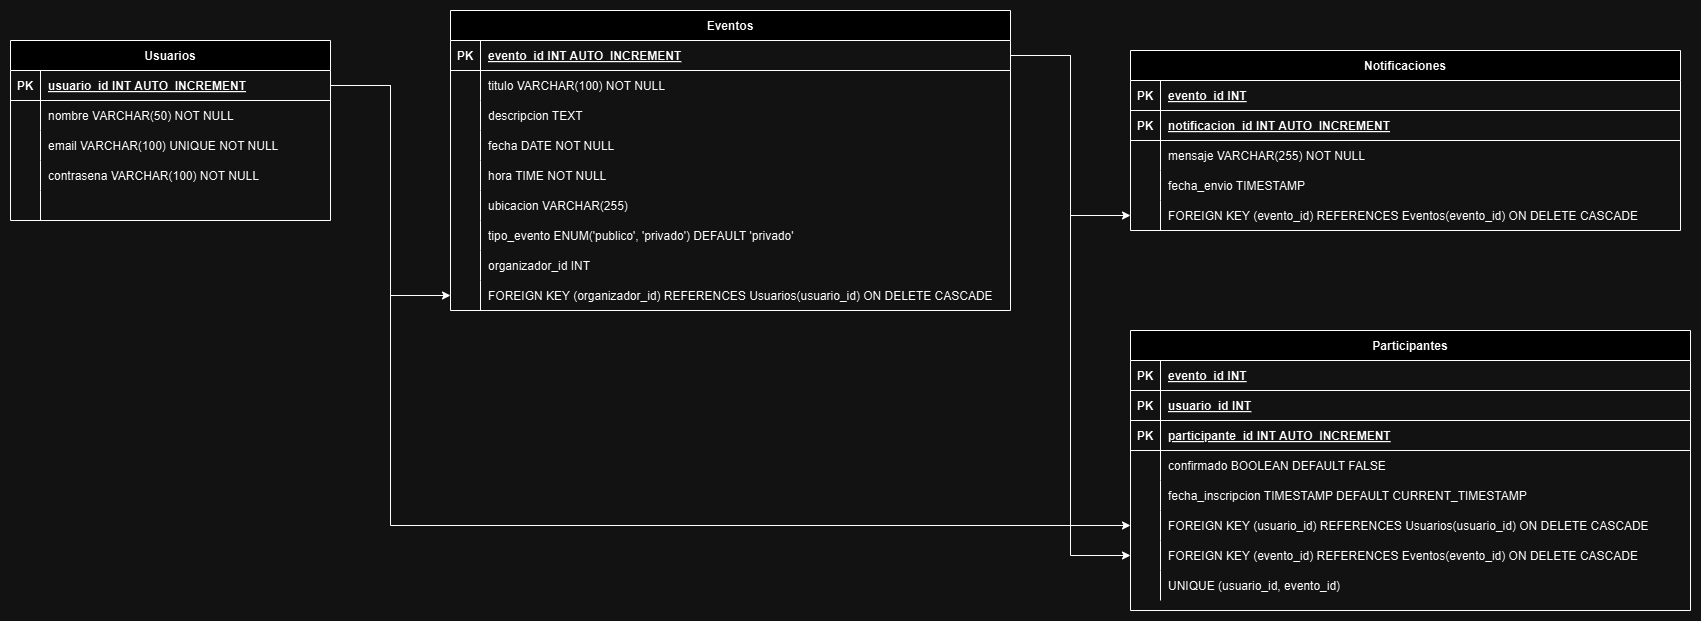 Usuarios
PK usuario_id INT AUTO_INCREMENT
nombre VARCHAR(50) NOT NULL
email VARCHAR(100) UNIQUE NOT NULL
contrasena VARCHAR(100) NOT NULL
Eventos
PK evento_id INT AUTO_INCREMENT
titulo VARCHAR(100) NOT NULL
descripcion TEXT
fecha DATE NOT NULL
hora TIME NOT NULL
ubicacion VARCHAR(255)
tipo_evento ENUM('publico', 'privado') DEFAULT 'privado'
organizador_id INT
FOREIGN KEY (organizador_id) REFERENCES Usuarios(usuario_id) ON DELETE CASCADE
Notificaciones
PK evento_id INT
PK notificacion_id INT AUTO_INCREMENT
mensaje VARCHAR(255) NOT NULL
fecha_envio TIMESTAMP
FOREIGN KEY (evento_id) REFERENCES Eventos(evento_id) ON DELETE CASCADE
Participantes
PK evento_id INT
PK usuario_id INT
PK participante_id INT AUTO_INCREMENT
confirmado BOOLEAN DEFAULT FALSE
fecha_inscripcion TIMESTAMP DEFAULT CURRENT_TIMESTAMP
FOREIGN KEY (usuario_id) REFERENCES Usuarios(usuario_id) ON DELETE CASCADE
FOREIGN KEY (evento_id) REFERENCES Eventos(evento_id) ON DELETE CASCADE
UNIQUE (usuario_id, evento_id)